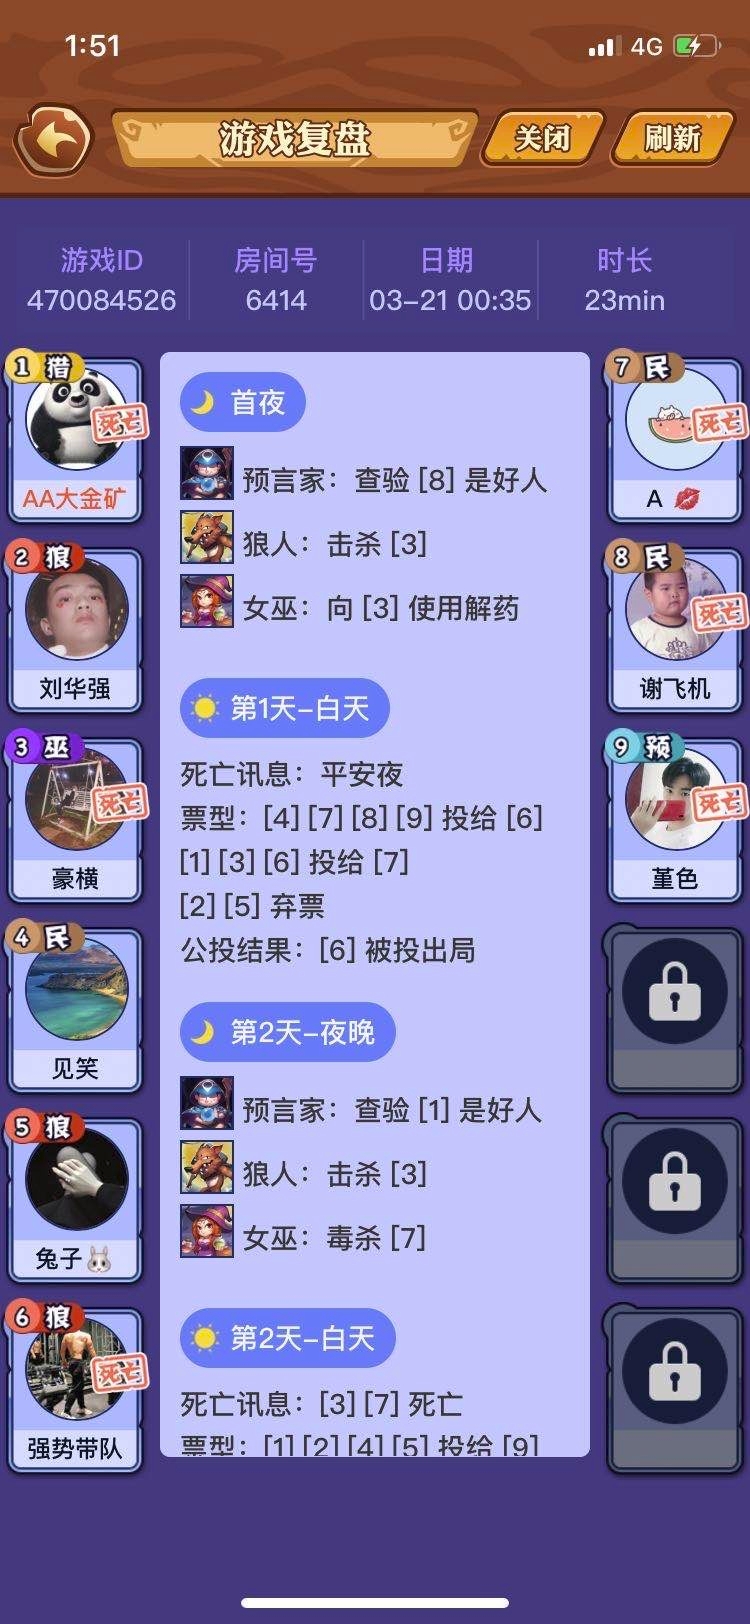 1:51
4G
游戏复盘
关闭
刷新
游戏ID
房间号
日期
时长
470084526
6414
03-21 00:35
23min
1 猎
死亡
AA大金矿
2 狼
刘华强
3 巫
死亡
豪横
4 民
见笑
5 狼
兔子🐰
6 狼
死亡
强势带队
首夜
预言家：查验 [8] 是好人
狼人：击杀 [3]
女巫：向 [3] 使用解药
第1天-白天
死亡讯息：平安夜
票型：[4] [7] [8] [9] 投给 [6]
[1] [3] [6] 投给 [7]
[2] [5] 弃票
公投结果：[6] 被投出局
第2天-夜晚
预言家：查验 [1] 是好人
狼人：击杀 [3]
女巫：毒杀 [7]
第2天-白天
死亡讯息：[3] [7] 死亡
票型：[1] [2] [4] [5] 投给 [9]
7 民
死亡
A 💋
8 民
死亡
谢飞机
9 预
死亡
堇色